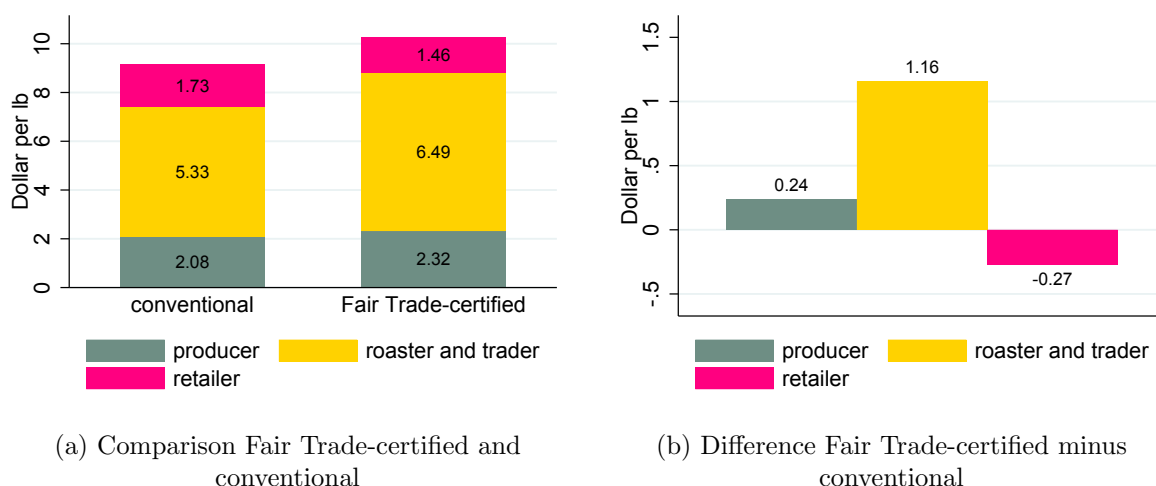 Dollar per lb
10
8
6
4
2
0
1.73
5.33
2.08
1.46
6.49
2.32
conventional
Fair Trade-certified
producer
roaster and trader
retailer
(a) Comparison Fair Trade-certified and
conventional
Dollar per lb
1.5
1
.5
0
-.5
0.24
1.16
-0.27
producer
roaster and trader
retailer
(b) Difference Fair Trade-certified minus
conventional